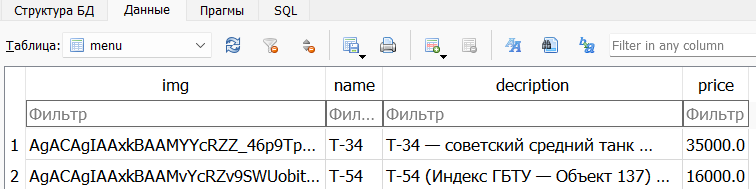 Структура БД Данные Прагмы SQL
Таблица: menu Filter in any column
img name decription price
Фильтр Фил... Фильтр Фильтр
1 AgACAgIAAxkBAAMYYcRZZ_46p9Tp... Т-34 Т-34 — советский средний танк ... 35000.0
2 AgACAgIAAxkBAAMvYcRZv9SWUobit... Т-54 Т-54 (Индекс ГБТУ — Объект 137) ... 16000.0